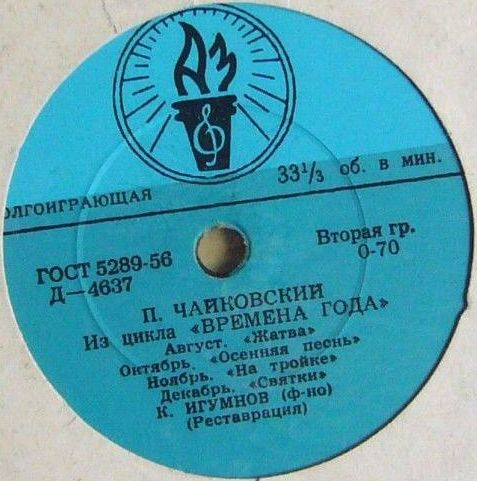 АЗ
ОЛГОИГРАЮЩАЯ
33⅓ об. в мин.
ГОСТ 5289-56
Д—4637
Вторая гр.
0-70
П. ЧАЙКОВСКИЙ
Из цикла «ВРЕМЕНА ГОДА»
Август. «Жатва»
Октябрь. «Осенняя песнь»
Ноябрь. «На тройке»
Декабрь. «Святки»
К. ИГУМНОВ (ф-но)
(Реставрация)